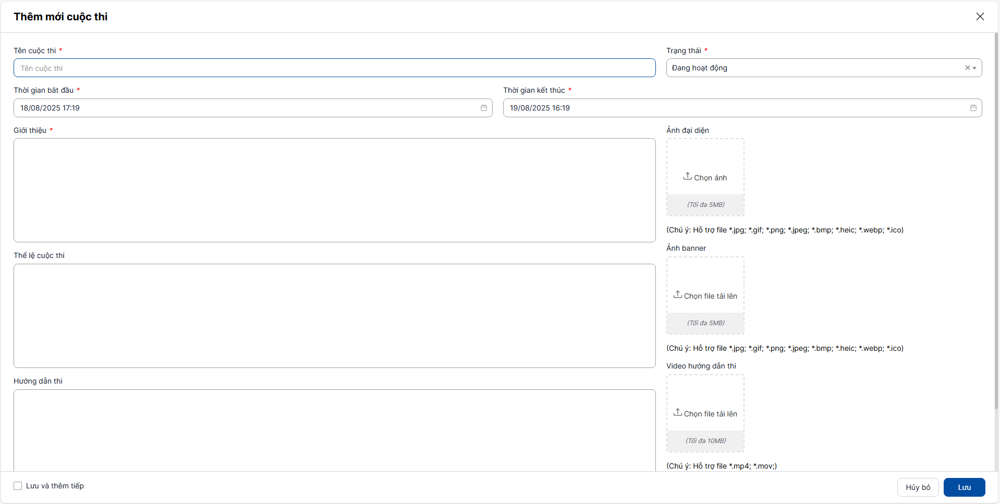 Thêm mới cuộc thi
Tên cuộc thi *
Tên cuộc thi
Trạng thái *
Đang hoạt động
Thời gian bắt đầu *
18/08/2025 17:19
Thời gian kết thúc *
19/08/2025 16:19
Giới thiệu *
Ảnh đại diện
Chọn ảnh
(Tối đa 5MB)
(Chú ý: Hỗ trợ file *.jpg; *.gif; *.png; *.jpeg; *.bmp; *.heic; *.webp; *.ico)
Thể lệ cuộc thi
Ảnh banner
Chọn file tải lên
(Tối đa 5MB)
(Chú ý: Hỗ trợ file *.jpg; *.gif; *.png; *.jpeg; *.bmp; *.heic; *.webp; *.ico)
Hướng dẫn thi
Video hướng dẫn thi
Chọn file tải lên
(Tối đa 10MB)
(Chú ý: Hỗ trợ file *.mp4; *.mov;)
Lưu và thêm tiếp
Hủy bỏ
Lưu